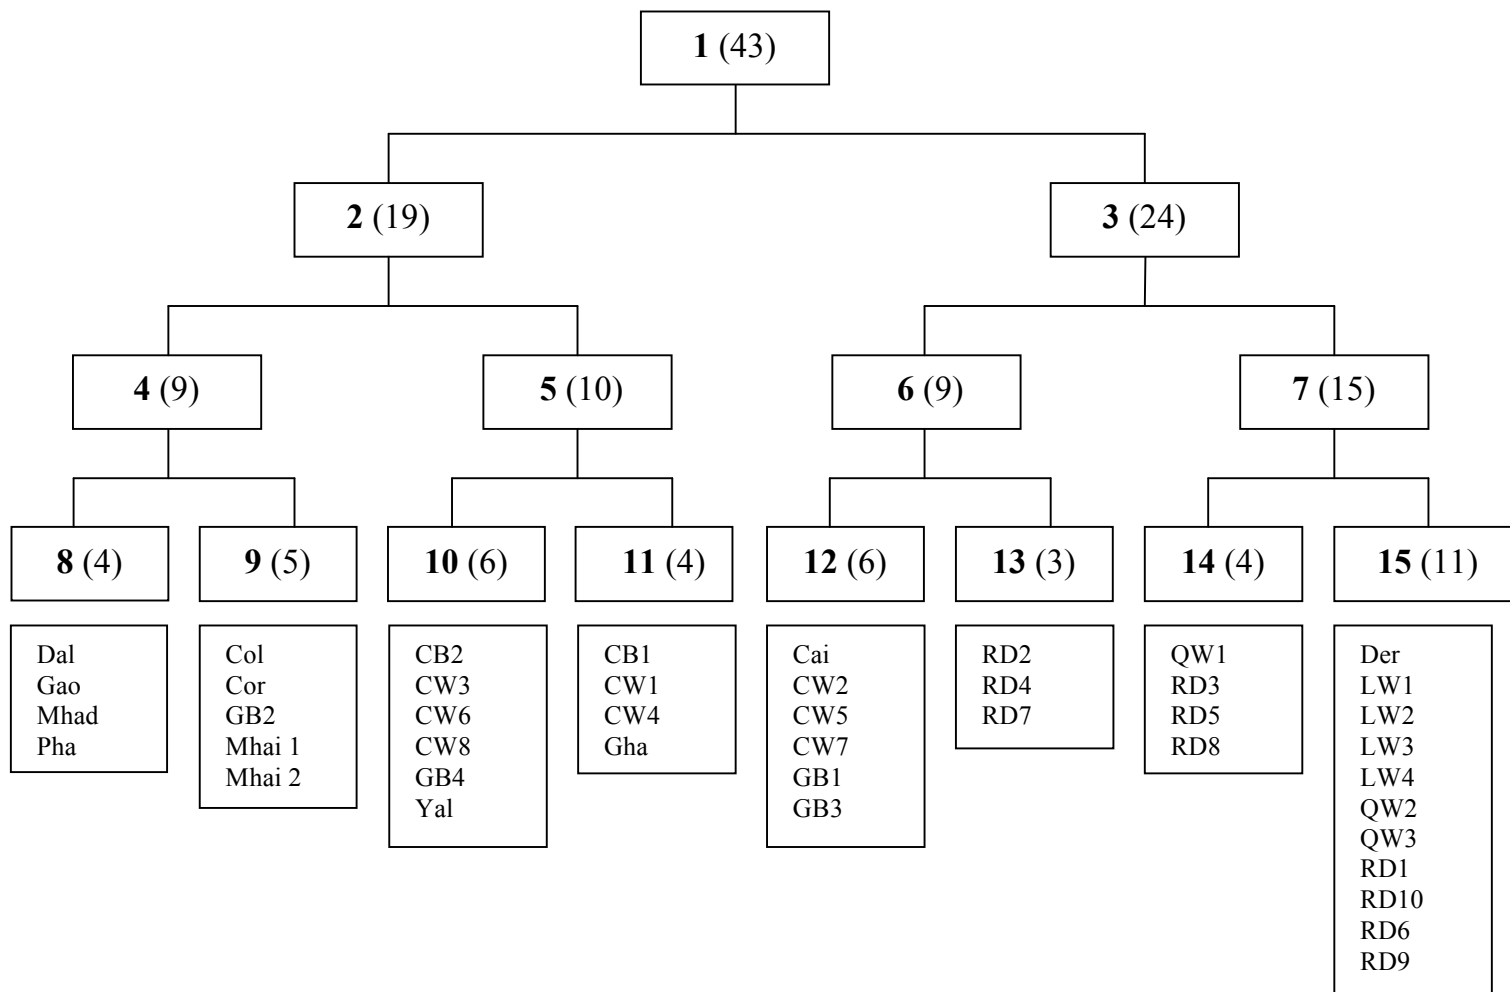 1 (43)
2 (19)
3 (24)
4 (9)
5 (10)
6 (9)
7 (15)
8 (4)
9 (5)
10 (6)
11 (4)
12 (6)
13 (3)
14 (4)
15 (11)
Dal
Gao
Mhad
Pha
Col
Cor
GB2
Mhai 1
Mhai 2
CB2
CW3
CW6
CW8
GB4
Yal
CB1
CW1
CW4
Gha
Cai
CW2
CW5
CW7
GB1
GB3
RD2
RD4
RD7
QW1
RD3
RD5
RD8
Der
LW1
LW2
LW3
LW4
QW2
QW3
RD1
RD10
RD6
RD9